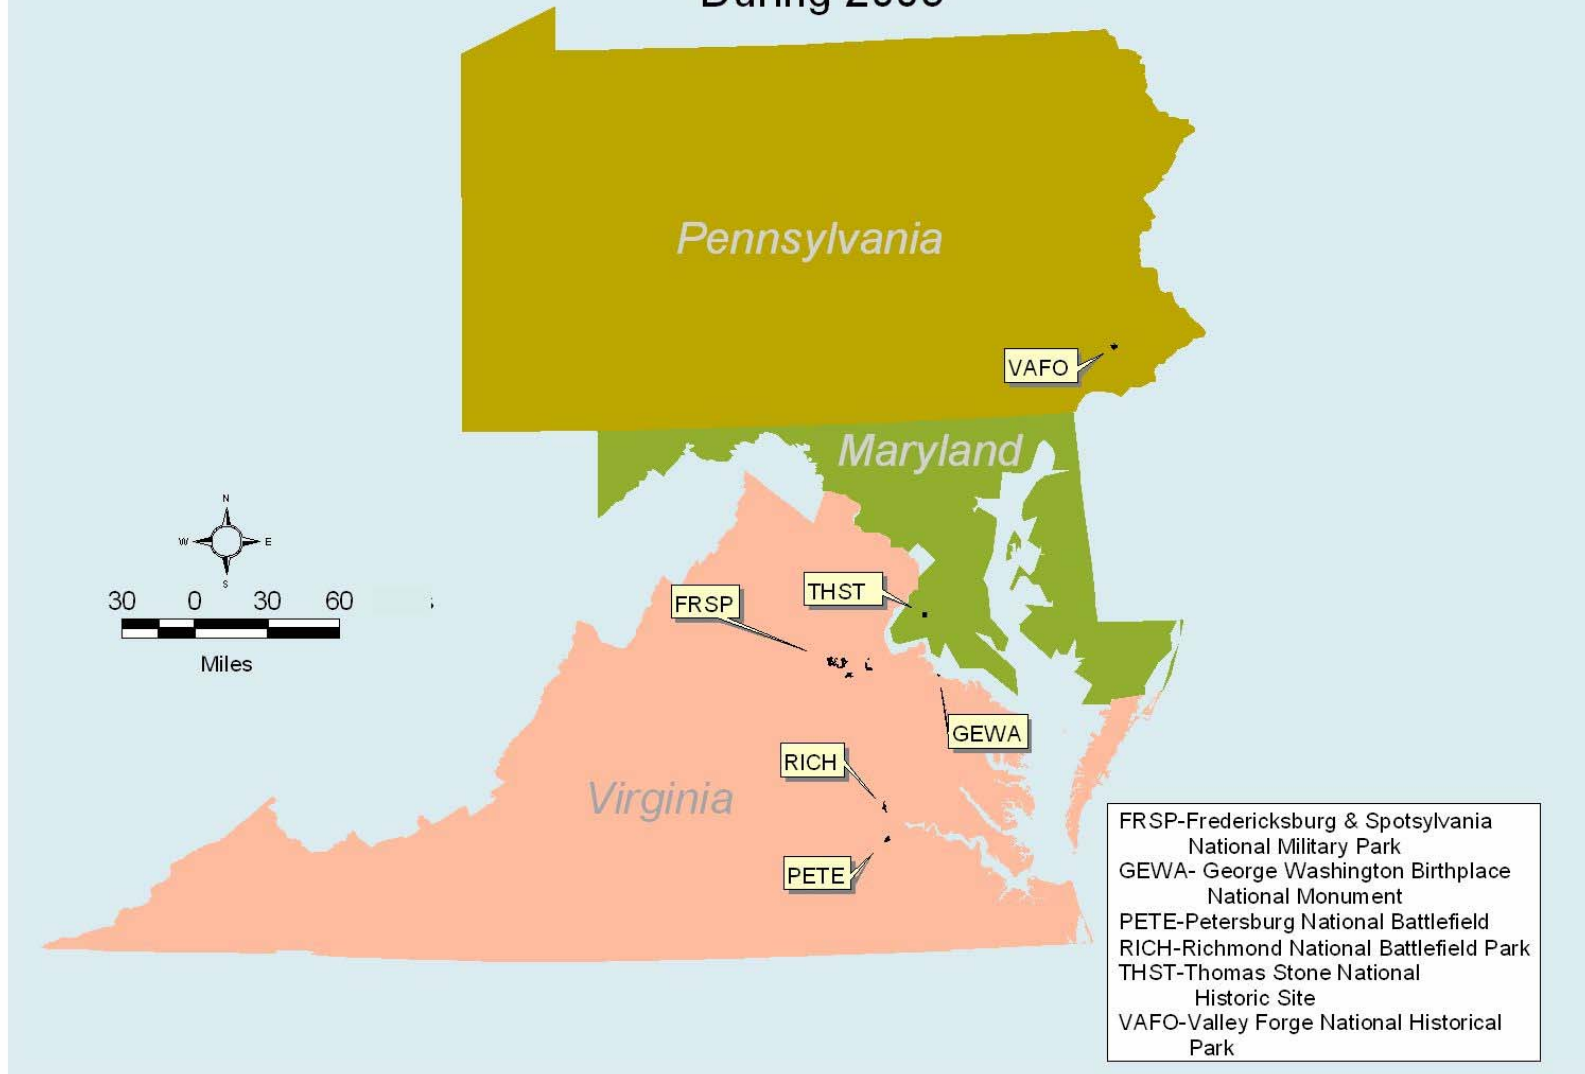 Pennsylvania
VAFO
Maryland
N
W E
S
30 0 30 60
Miles
THST
FRSP
GEWA
RICH
Virginia
PETE
FRSP-Fredericksburg & Spotsylvania
National Military Park
GEWA- George Washington Birthplace
National Monument
PETE-Petersburg National Battlefield
RICH-Richmond National Battlefield Park
THST-Thomas Stone National
Historic Site
VAFO-Valley Forge National Historical
Park